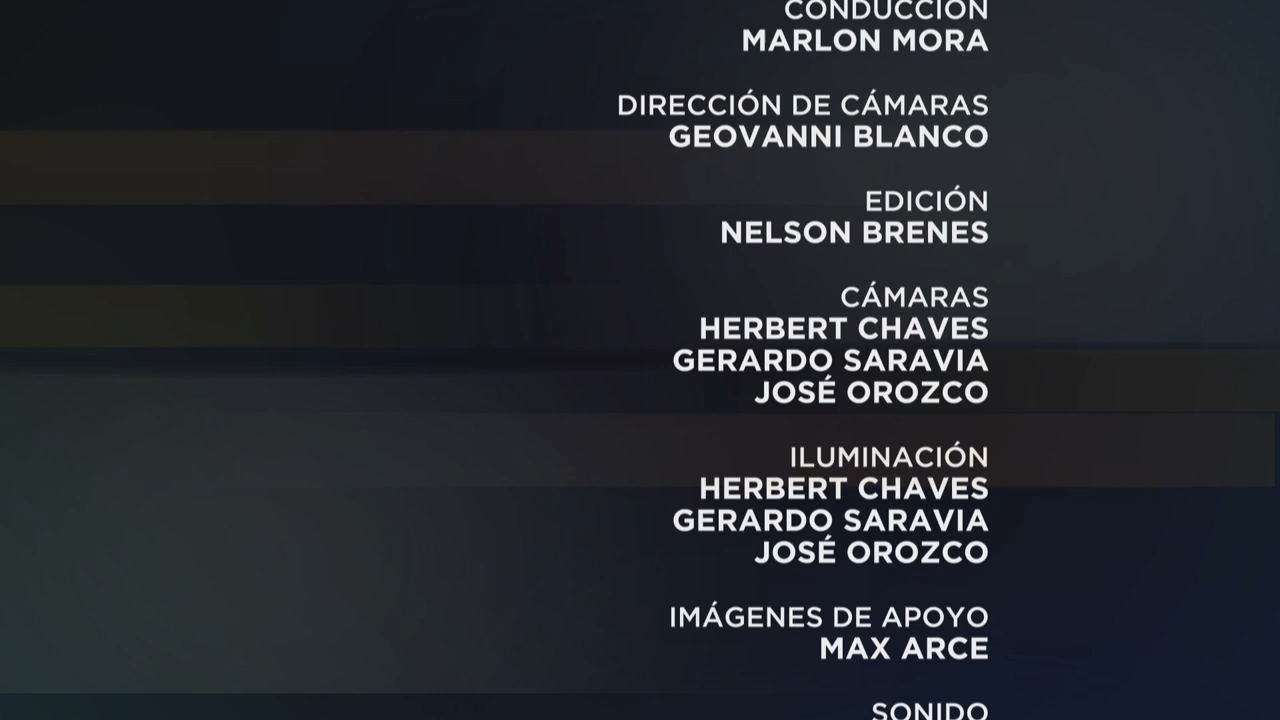 CONDUCCIÓN
MARLON MORA
DIRECCIÓN DE CÁMARAS
GEOVANNI BLANCO
EDICIÓN
NELSON BRENES
CÁMARAS
HERBERT CHAVES
GERARDO SARAVIA
JOSÉ OROZCO
ILUMINACIÓN
HERBERT CHAVES
GERARDO SARAVIA
JOSÉ OROZCO
IMÁGENES DE APOYO
MAX ARCE
SONIDO